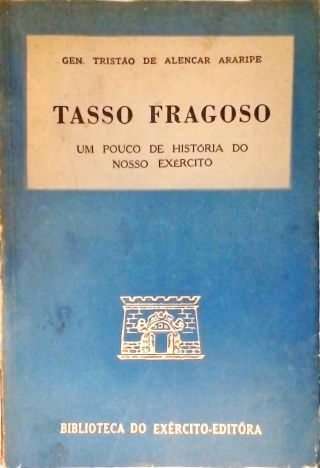 GEN. TRISTÃO DE ALENCAR ARARIPE
TASSO FRAGOSO
UM POUCO DE HISTÓRIA DO
NOSSO EXÉRCITO
BIBLIOTECA DO EXÉRCITO-EDITÔRA